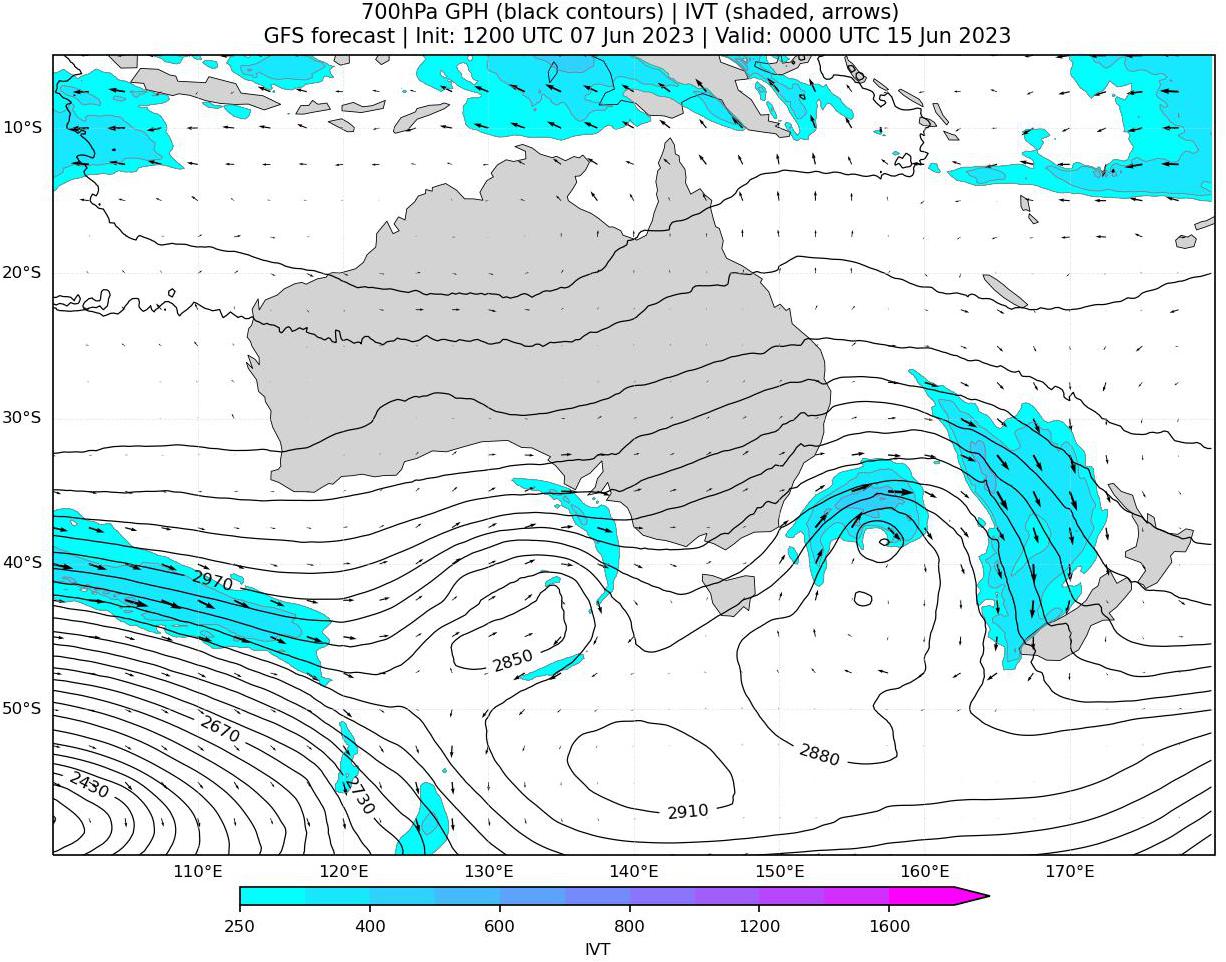 700hPa GPH (black contours) | IVT (shaded, arrows)
GFS forecast | Init: 1200 UTC 07 Jun 2023 | Valid: 0000 UTC 15 Jun 2023
10°S
20°S
30°S
40°S
50°S
2970
2850
2670
2880
2430
2730
2910
110°E 120°E 130°E 140°E 150°E 160°E 170°E
250 400 600 800 1200 1600
IVT